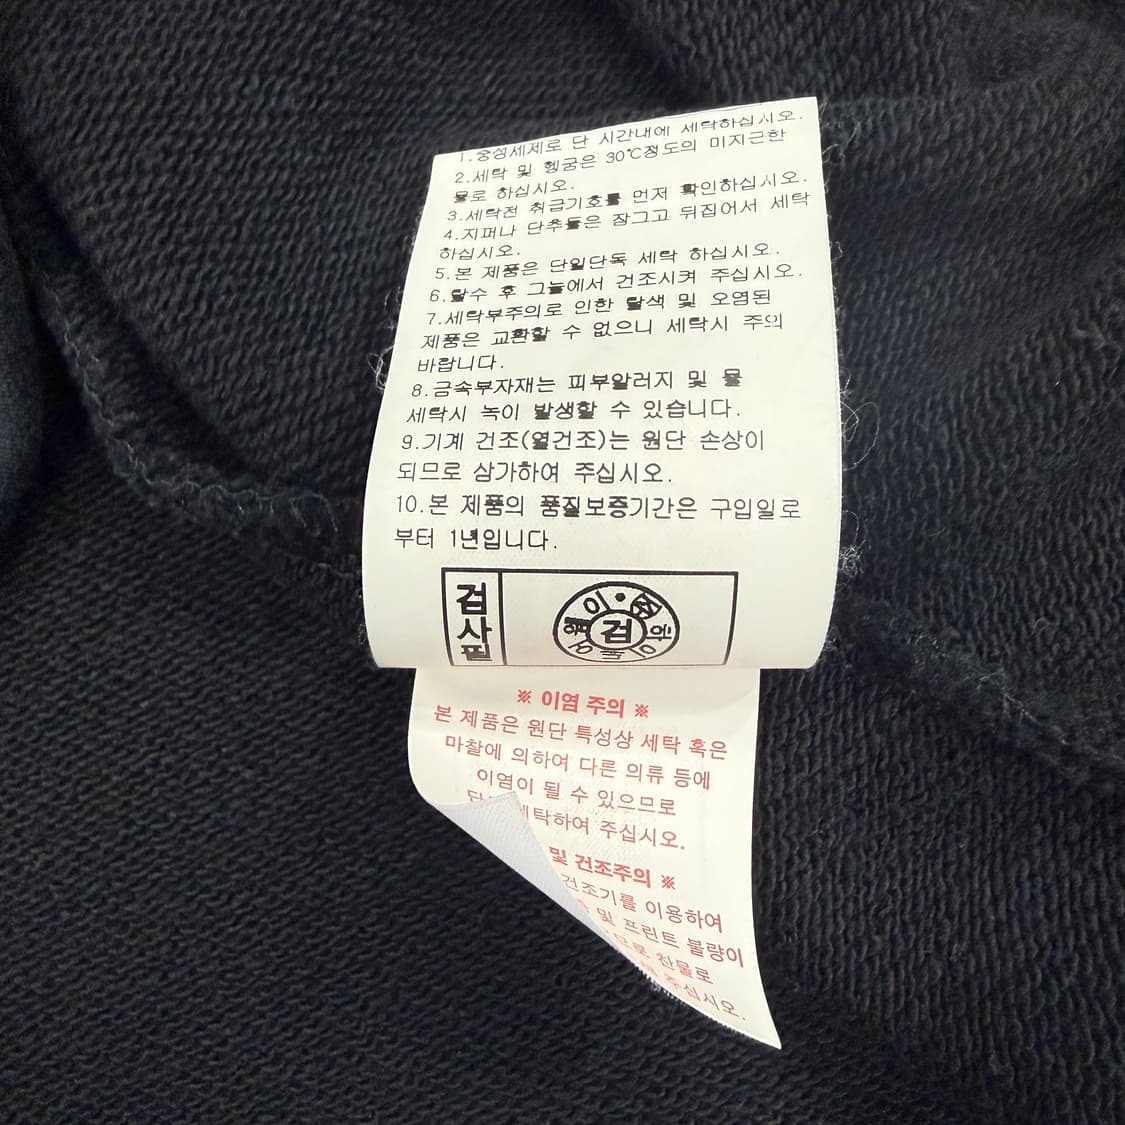 1.중성세제로 단 시간내에 세탁하십시오.
2.세탁 및 헹굼은 30℃정도의 미지근한
물로 하십시오.
3.세탁전 취급기호를 먼저 확인하십시오.
4.지퍼나 단추들은 잠그고 뒤집어서 세탁
하십시오.
5.본 제품은 단일단독 세탁 하십시오.
6.탈수 후 그늘에서 건조시켜 주십시오.
7.세탁부주의로 인한 탈색 및 오염된
제품은 교환할 수 없으니 세탁시 주의
바랍니다.
8.금속부자재는 피부알러지 및 물
세탁시 녹이 발생할 수 있습니다.
9.기계 건조(열건조)는 원단 손상이
되므로 삼가하여 주십시오.
10.본 제품의 품질보증기간은 구입일로
부터 1년입니다.
검사필
검
※ 이염 주의 ※
본 제품은 원단 특성상 세탁 혹은
마찰에 의하여 다른 의류 등에
이염이 될 수 있으므로
세탁하여 주십시오.
및 건조주의 ※
건조기를 이용하여
및 프린트 불량이
찬물로
주십시오.